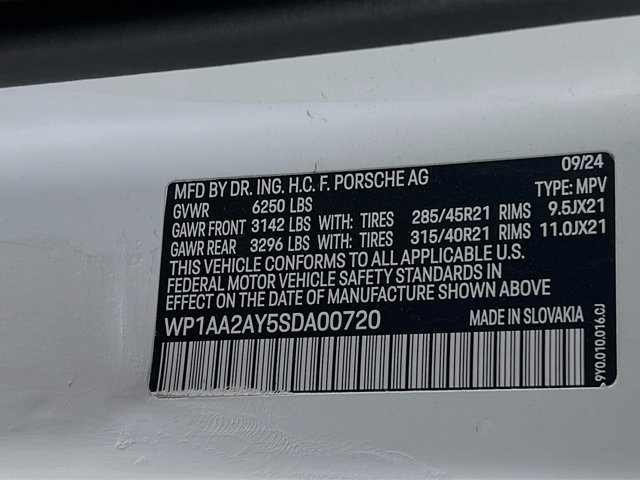 09/24
MFD BY DR. ING. H.C. F. PORSCHE AG
GVWR 6250 LBS TYPE: MPV
GAWR FRONT 3142 LBS WITH: TIRES 285/45R21 RIMS 9.5JX21
GAWR REAR 3296 LBS WITH: TIRES 315/40R21 RIMS 11.0JX21
THIS VEHICLE CONFORMS TO ALL APPLICABLE U.S.
FEDERAL MOTOR VEHICLE SAFETY STANDARDS IN
EFFECT ON THE DATE OF MANUFACTURE SHOWN ABOVE
WP1AA2AY5SDA00720 MADE IN SLOVAKIA
9Y0.010.016.CJ